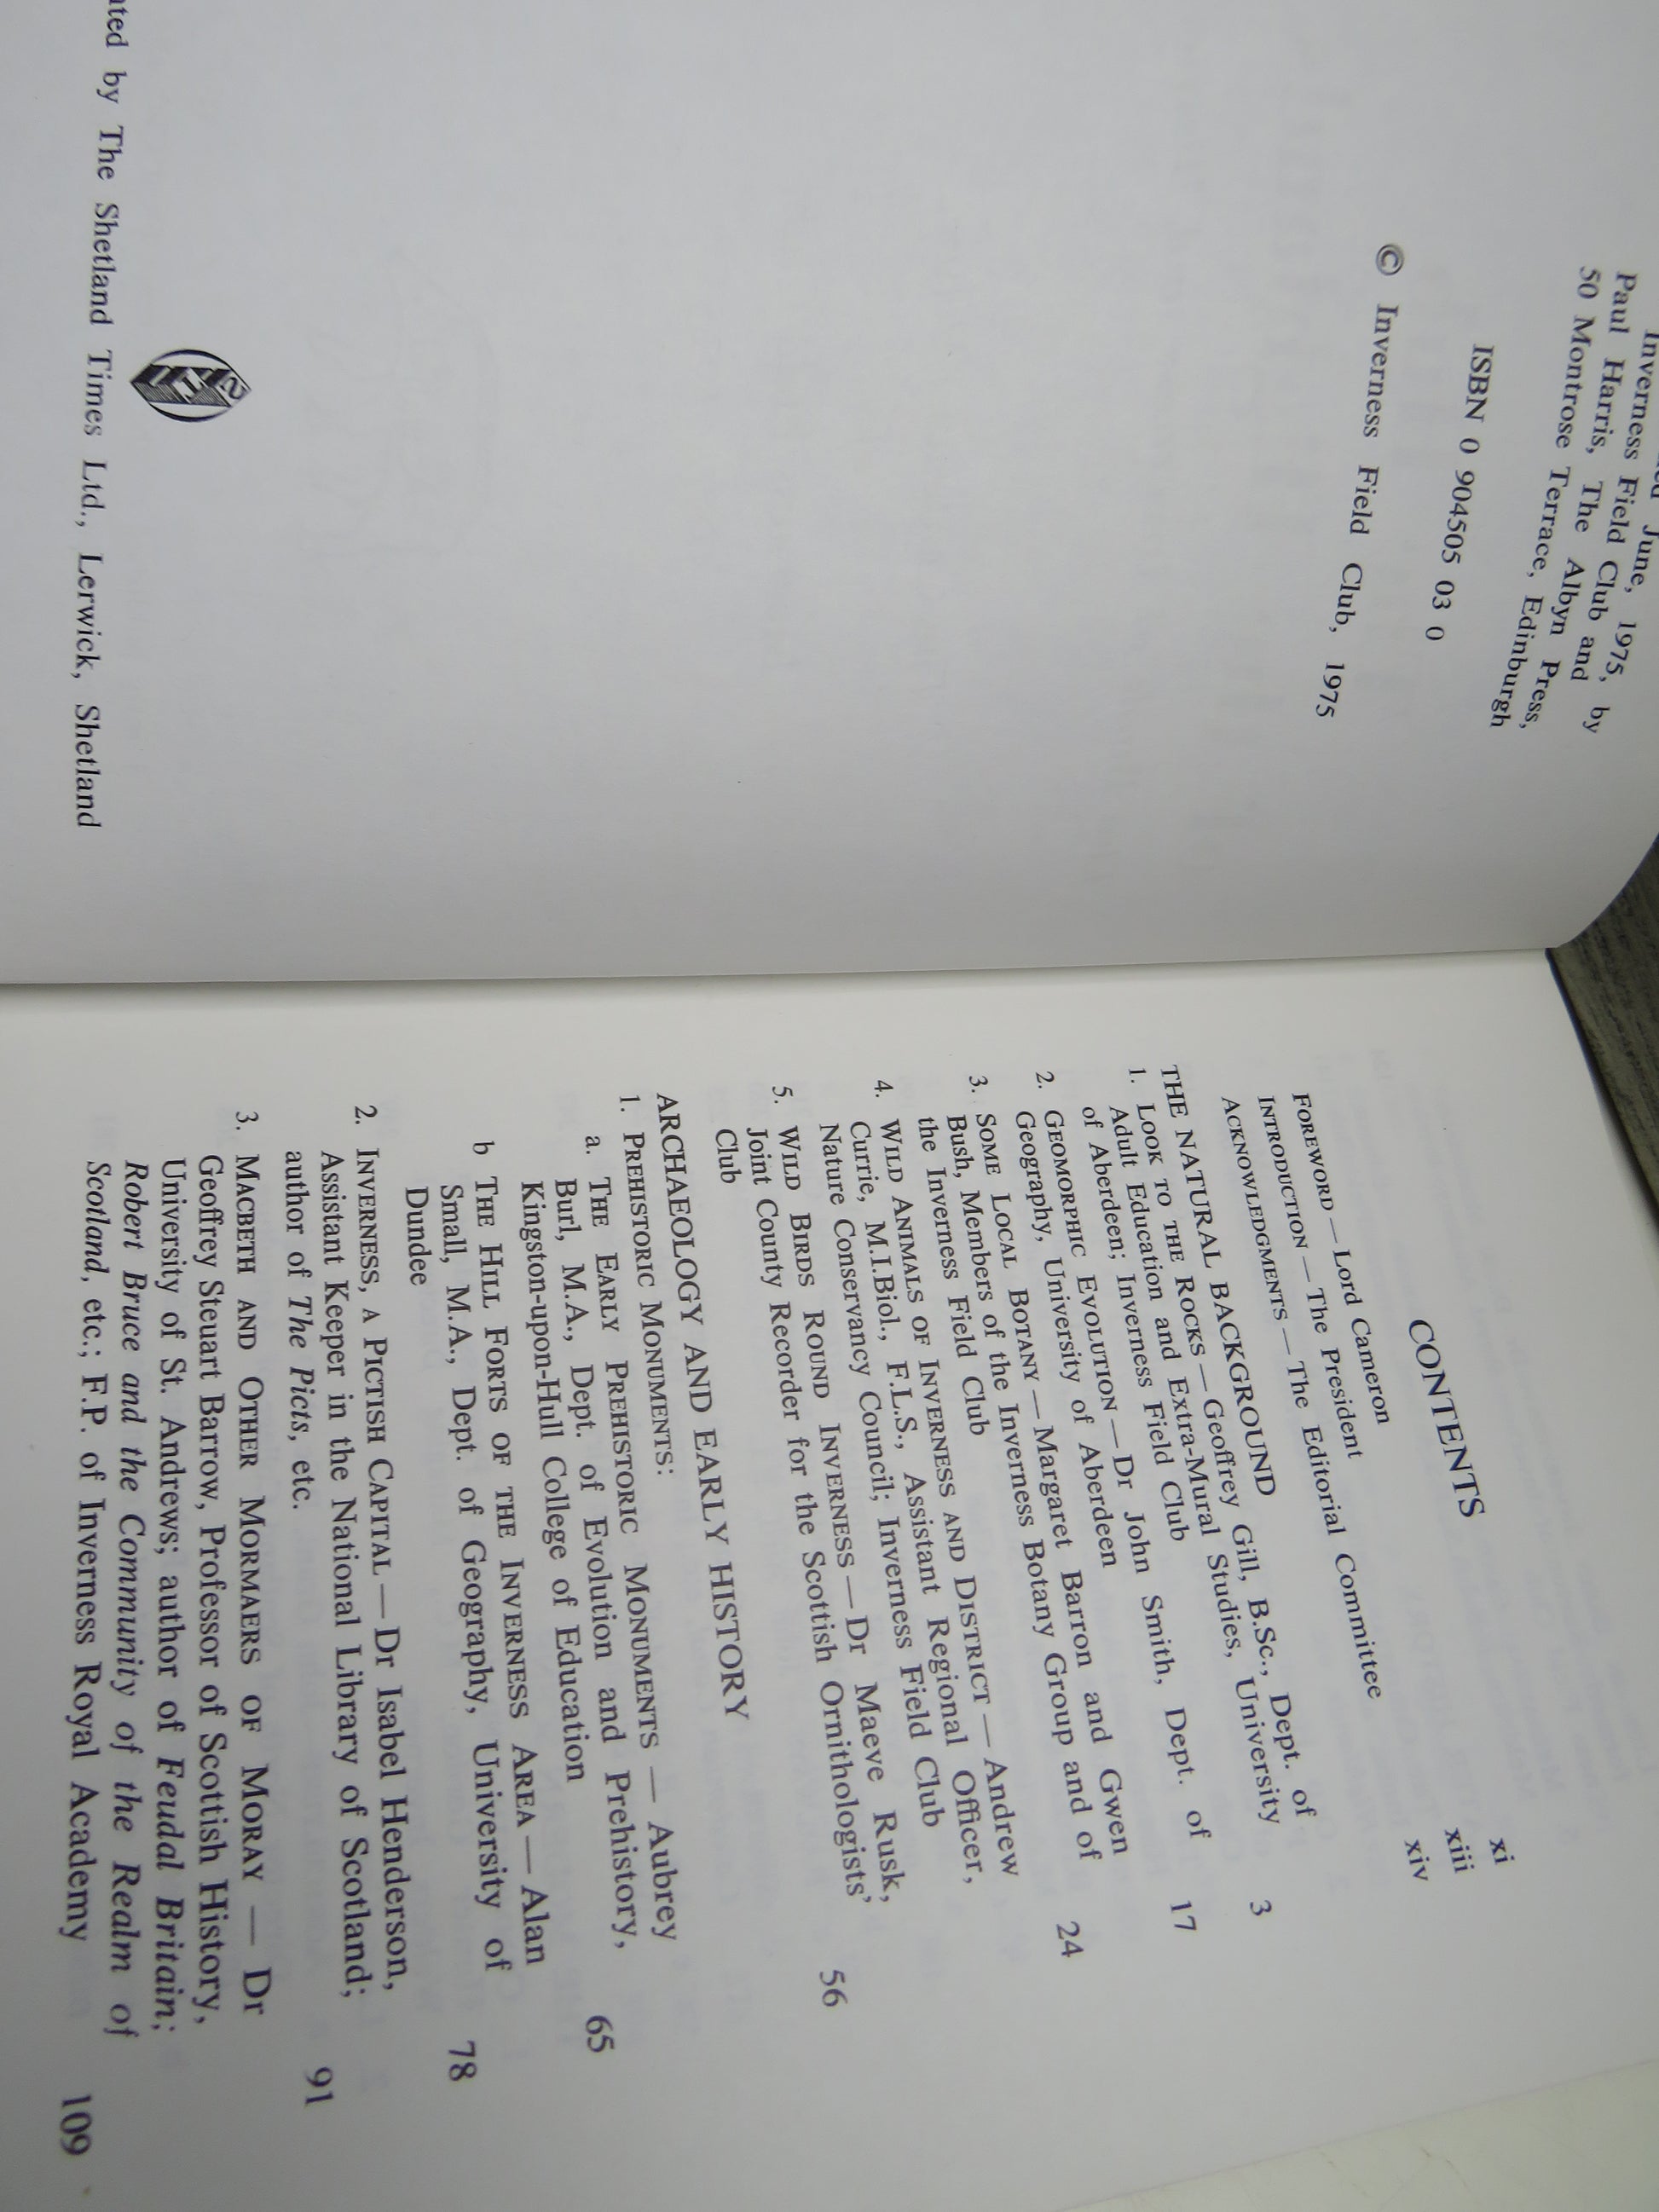 June, 1975, by
Inverness Field Club and
Paul Harris, The Albyn Press,
50 Montrose Terrace, Edinburgh
ISBN 0 904505 03 0
© Inverness Field Club, 1975
by The Shetland Times Ltd., Lerwick, Shetland
CONTENTS
FOREWORD — Lord Cameron xi
INTRODUCTION — The President xiii
ACKNOWLEDGMENTS — The Editorial Committee xiv
THE NATURAL BACKGROUND
1. LOOK TO THE ROCKS — Geoffrey Gill, B.Sc., Dept. of
Adult Education and Extra-Mural Studies, University
of Aberdeen; Inverness Field Club 3
2. GEOMORPHIC EVOLUTION — Dr John Smith, Dept. of
Geography, University of Aberdeen 17
3. SOME LOCAL BOTANY — Margaret Barron and Gwen
Bush, Members of the Inverness Botany Group and of
the Inverness Field Club 24
4. WILD ANIMALS OF INVERNESS AND DISTRICT — Andrew
Currie, M.I.Biol., F.L.S., Assistant Regional Officer,
Nature Conservancy Council; Inverness Field Club
5. WILD BIRDS ROUND INVERNESS — Dr Maeve Rusk,
Joint County Recorder for the Scottish Ornithologists'
Club 56
ARCHAEOLOGY AND EARLY HISTORY
1. PREHISTORIC MONUMENTS:
a. THE EARLY PREHISTORIC MONUMENTS — Aubrey
Burl, M.A., Dept. of Evolution and Prehistory,
Kingston-upon-Hull College of Education 65
b THE HILL FORTS OF THE INVERNESS AREA — Alan
Small, M.A., Dept. of Geography, University of
Dundee 78
2. INVERNESS, A PICTISH CAPITAL — Dr Isabel Henderson,
Assistant Keeper in the National Library of Scotland;
author of The Picts, etc. 91
3. MACBETH AND OTHER MORMAERS OF MORAY — Dr
Geoffrey Steuart Barrow, Professor of Scottish History,
University of St. Andrews; author of Feudal Britain;
Robert Bruce and the Community of the Realm of
Scotland, etc.; F.P. of Inverness Royal Academy 109